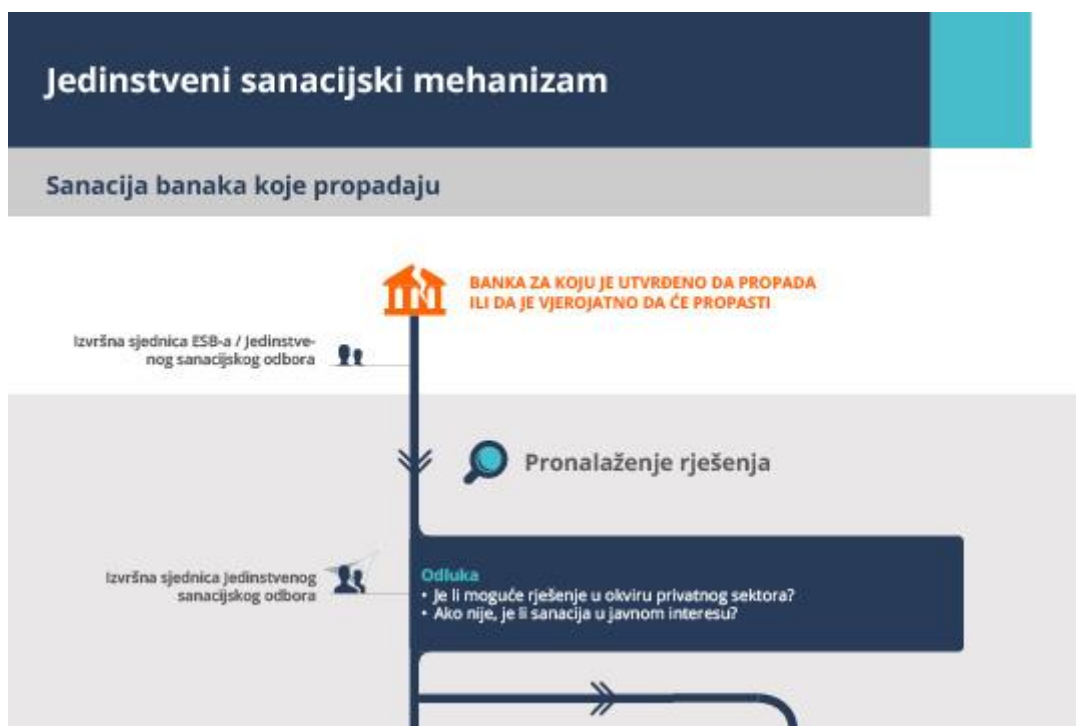 Jedinstveni sanacijski mehanizam
Sanacija banaka koje propadaju
BANKA ZA KOJU JE UTVRĐENO DA PROPADA
ILI DA JE VJEROJATNO DA ĆE PROPASTI
Izvršna sjednica ESB-a / Jedinstve-
nog sanacijskog odbora
Pronalaženje rješenja
Izvršna sjednica Jedinstvenog
sanacijskog odbora
Odluka
• Je li moguće rješenje u okviru privatnog sektora?
• Ako nije, je li sanacija u javnom interesu?